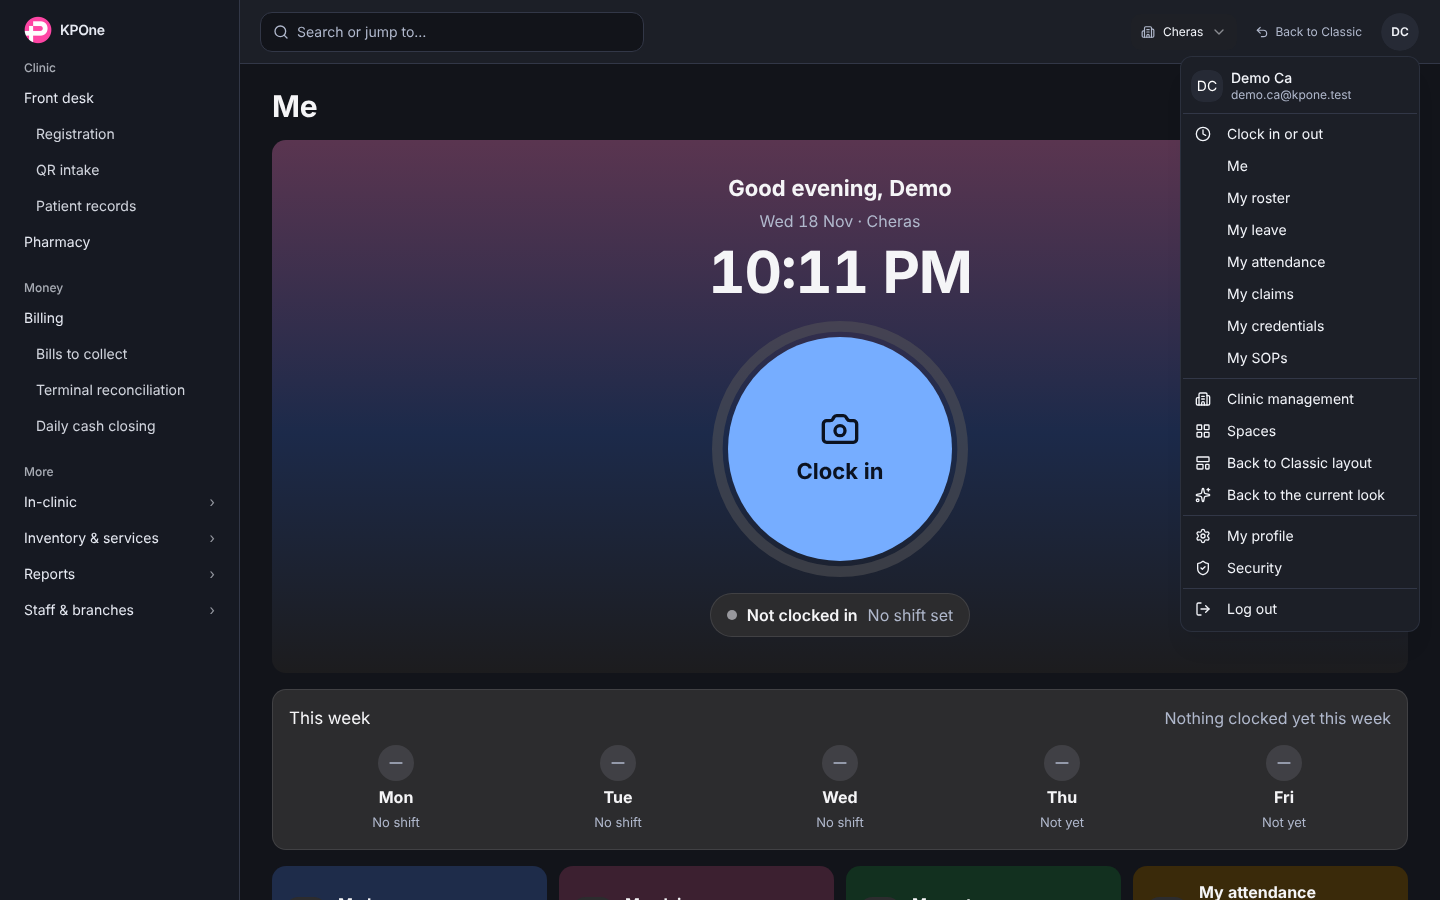 KPOne
Clinic
Front desk
Registration
QR intake
Patient records
Pharmacy
Money
Billing
Bills to collect
Terminal reconciliation
Daily cash closing
More
In-clinic
Inventory & services
Reports
Staff & branches
Search or jump to...
Cheras
Back to Classic
DC
Me
Good evening, Demo
Wed 18 Nov · Cheras
10:11 PM
Clock in
Not clocked in No shift set
This week
Nothing clocked yet this week
Mon
No shift
Tue
No shift
Wed
No shift
Thu
Not yet
Fri
Not yet
My attendance
DC
Demo Ca
demo.ca@kpone.test
Clock in or out
Me
My roster
My leave
My attendance
My claims
My credentials
My SOPs
Clinic management
Spaces
Back to Classic layout
Back to the current look
My profile
Security
Log out